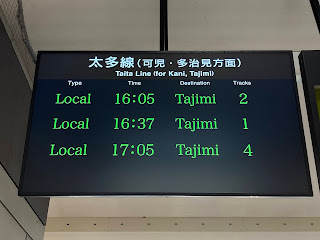 太多線(可児・多治見方面)
Taita Line (for Kani, Tajimi)
Type Time Destination Tracks
Local 16:05 Tajimi 2
Local 16:37 Tajimi 1
Local 17:05 Tajimi 4